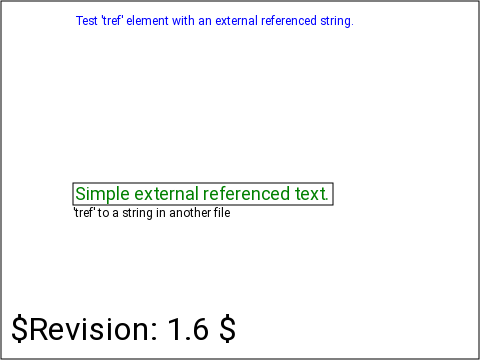 Test 'tref' element with an external referenced string.
Simple external referenced text.
'tref' to a string in another file
$Revision: 1.6 $